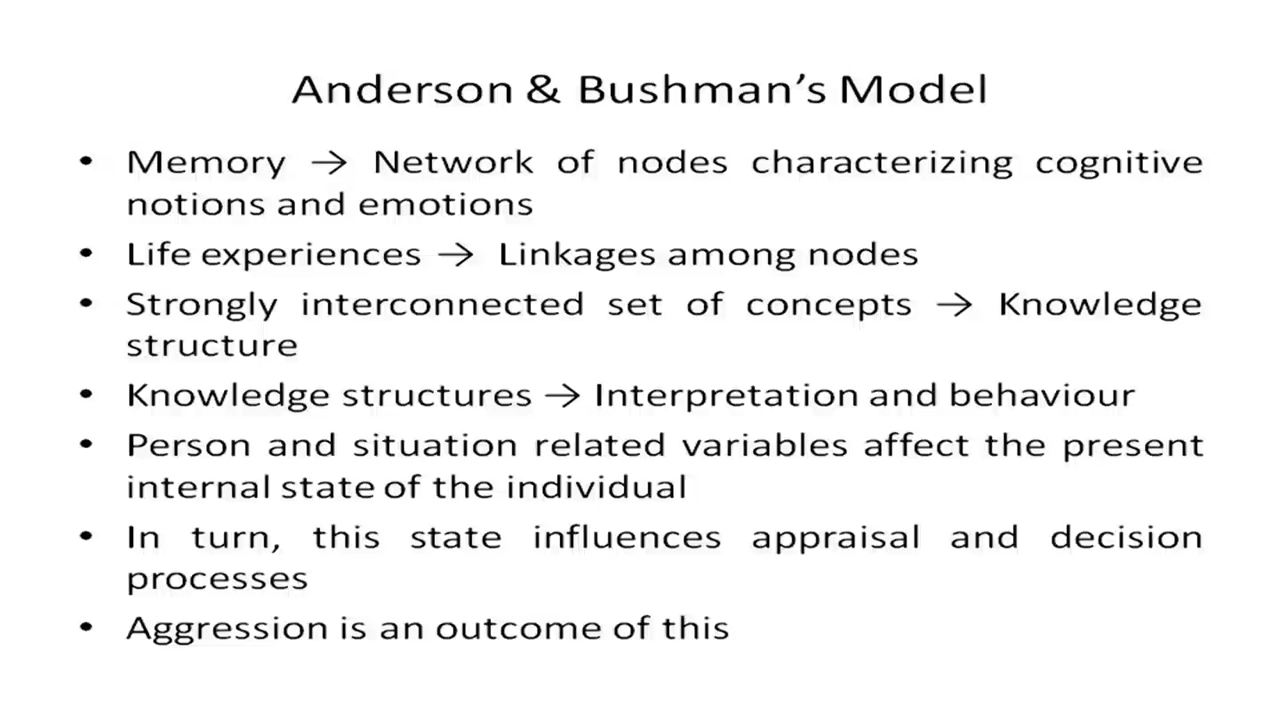 Anderson & Bushman's Model
• Memory → Network of nodes characterizing cognitive
notions and emotions
• Life experiences → Linkages among nodes
• Strongly interconnected set of concepts → Knowledge
structure
• Knowledge structures → Interpretation and behaviour
• Person and situation related variables affect the present
internal state of the individual
• In turn, this state influences appraisal and decision
processes
• Aggression is an outcome of this